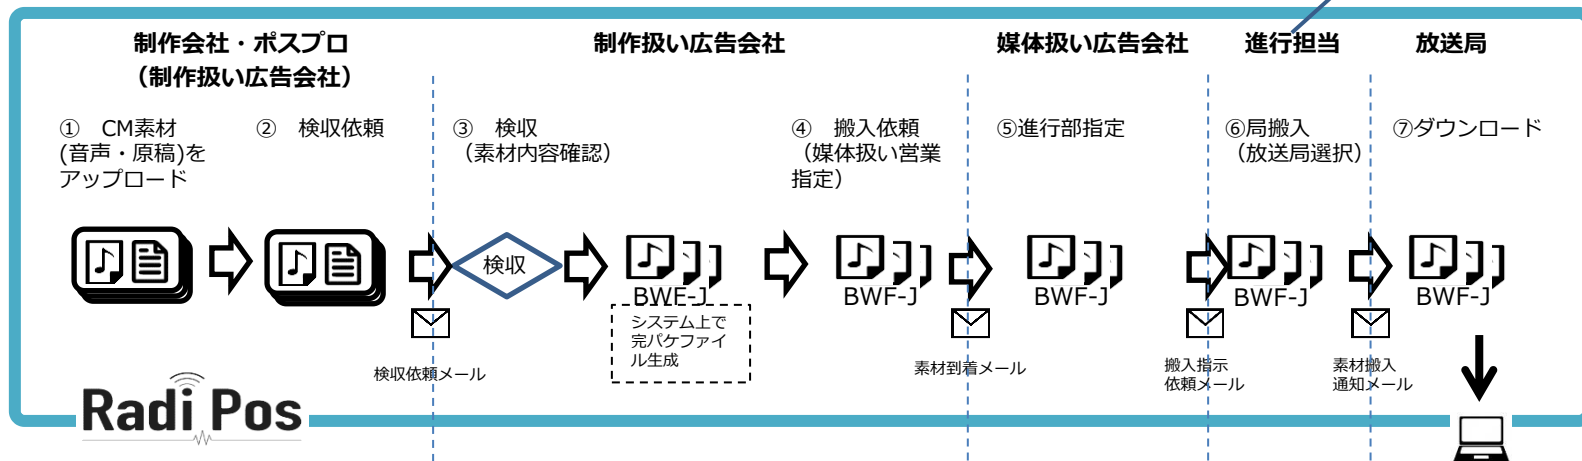 制作会社・ポスプロ
（制作扱い広告会社）
制作扱い広告会社
媒体扱い広告会社
進行担当
放送局
①　CM素材
(音声・原稿)を
アップロード
②　検収依頼
③　検収
（素材内容確認）
④　搬入依頼
（媒体扱い営業
指定）
⑤進行部指定
⑥局搬入
（放送局選択）
⑦ダウンロード
検収
BWF-J
BWF-J
BWF-J
BWF-J
BWF-J
システム上で
完パケファイ
ル生成
検収依頼メール
素材到着メール
搬入指示
依頼メール
素材搬入
通知メール
Radi Pos